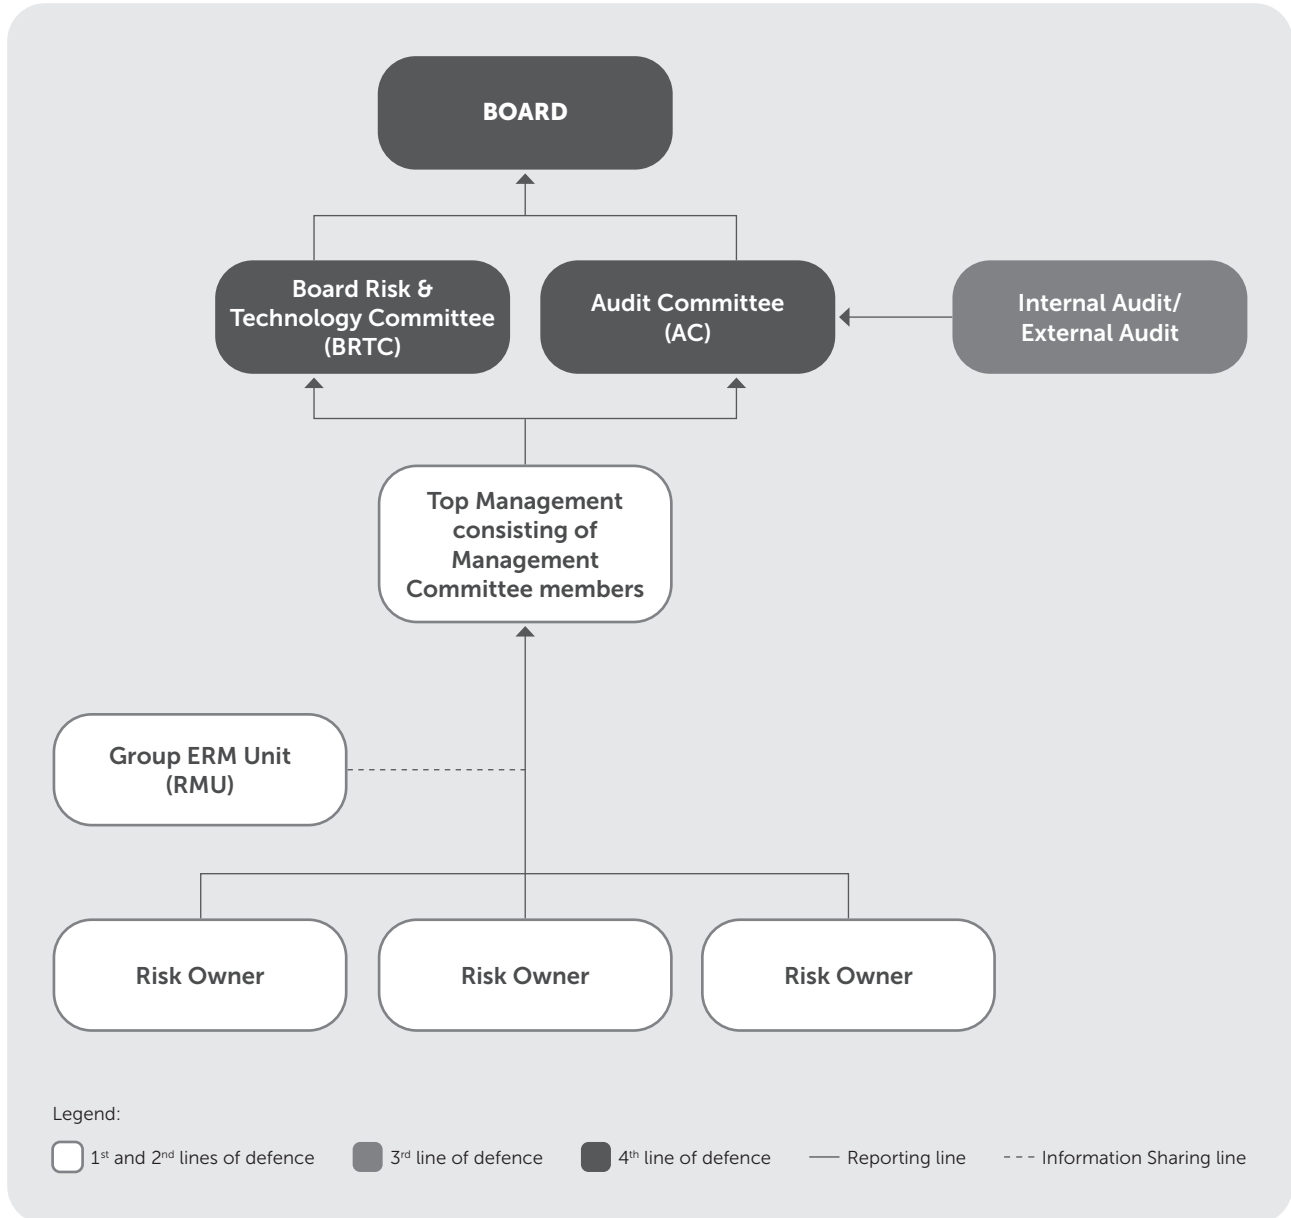 BOARD
Board Risk &
Technology Committee
(BRTC)
Audit Committee
(AC)
Internal Audit/
External Audit
Top Management
consisting of
Management
Committee members
Group ERM Unit
(RMU)
Risk Owner
Risk Owner
Risk Owner
Legend:
1st and 2nd lines of defence
3rd line of defence
4th line of defence
Reporting line
Information Sharing line